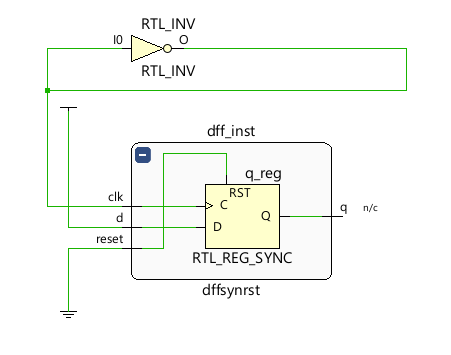 RTL_INV
I0
O
RTL_INV
dff_inst
q_reg
clk
RST
C
q
n/c
d
D
Q
reset
RTL_REG_SYNC
dffsynrst